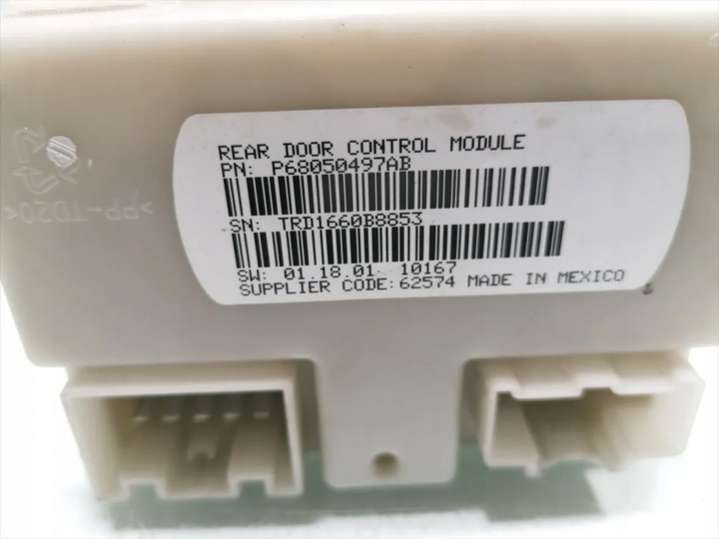 REAR DOOR CONTROL MODULE
PN: P68050497AB
SN: TRD1660B8853
SW: 01.18.01 10167
SUPPLIER CODE: 62574 MADE IN MEXICO
>PP-TD20<